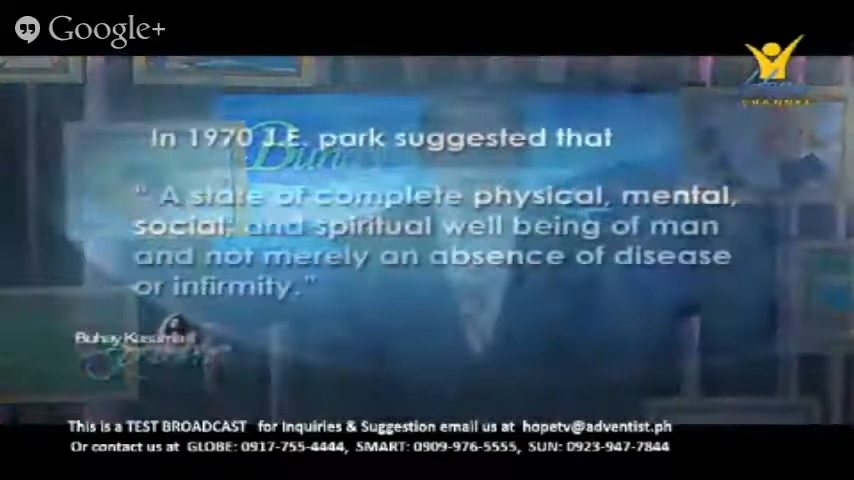 Google+
CHANNEL
In 1970 J.E. park suggested that
" A state of complete physical, mental,
social, and spiritual well being of man
and not merely an absence of disease
or infirmity."
Buhay
This is a TEST BROADCAST for Inquiries & Suggestion email us at hopetv@adventist.ph
Or contact us at GLOBE: 0917-755-4444, SMART: 0909-976-5555, SUN: 0923-947-7844